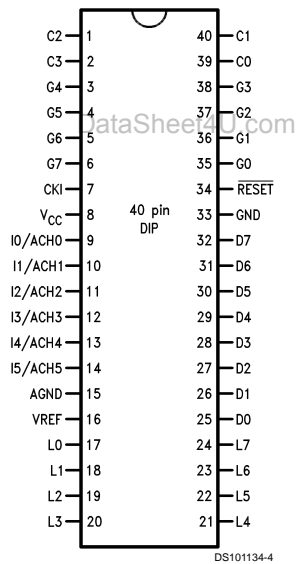 C2 1 40 C1
C3 2 39 C0
G4 3 38 G3
G5 4 37 G2
DataSheet4U.com
G6 5 36 G1
G7 6 35 G0
CKI 7 34 RESET
VCC 8 40 pin 33 GND
I0/ACH0 9 DIP 32 D7
I1/ACH1 10 31 D6
I2/ACH2 11 30 D5
I3/ACH3 12 29 D4
I4/ACH4 13 28 D3
I5/ACH5 14 27 D2
AGND 15 26 D1
VREF 16 25 D0
L0 17 24 L7
L1 18 23 L6
L2 19 22 L5
L3 20 21 L4
DS101134-4